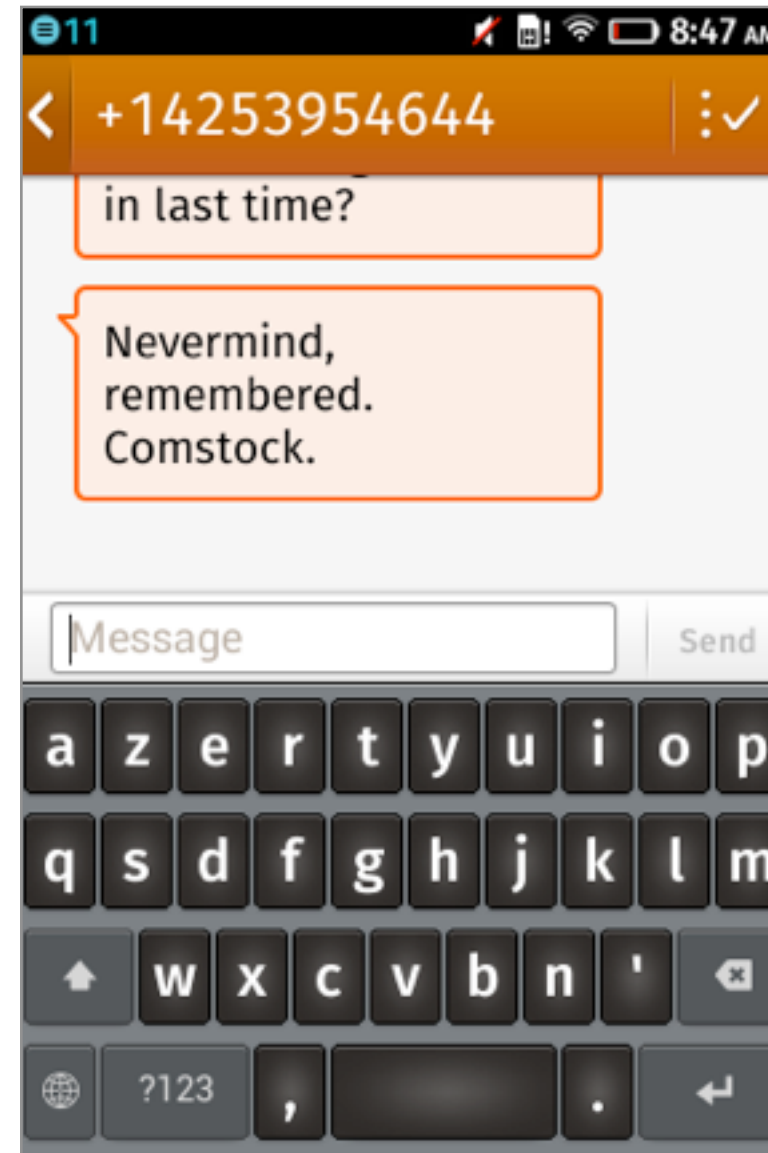 11 8:47 AM
+14253954644
in last time?
Nevermind,
remembered.
Comstock.
Message Send
a z e r t y u i o p
q s d f g h j k l m
w x c v b n '
?123 , .